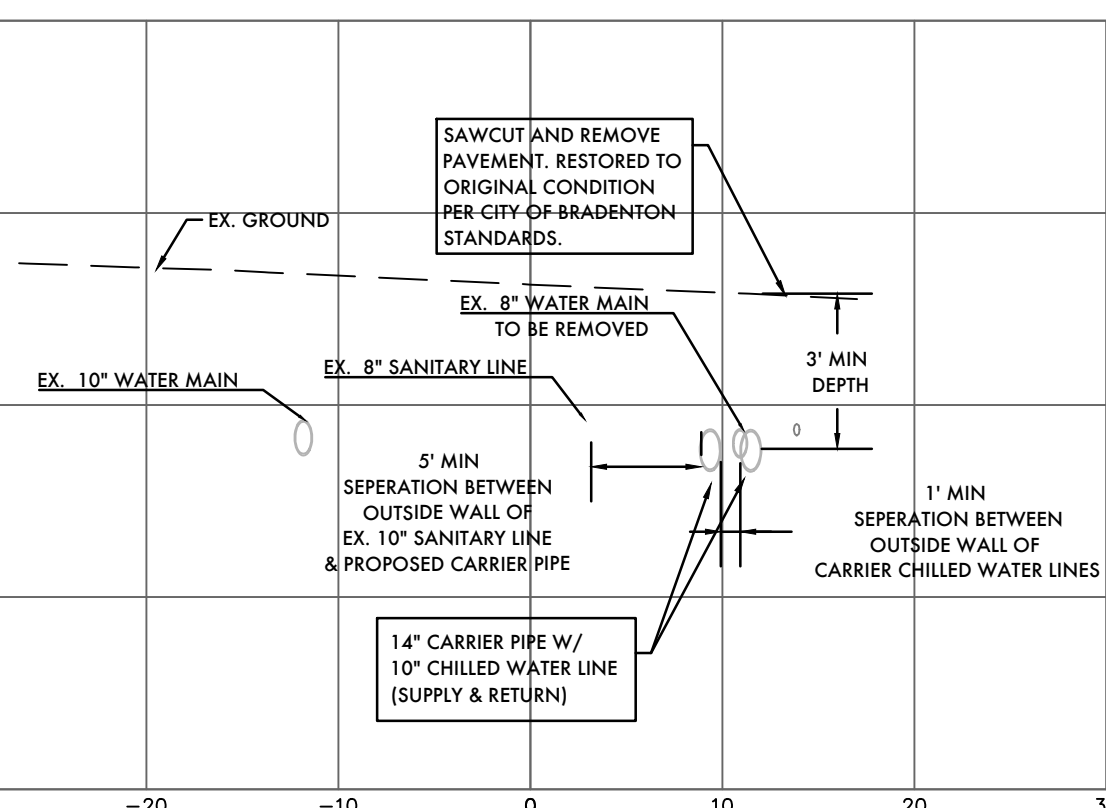 SAWCUT AND REMOVE
PAVEMENT. RESTORED TO
ORIGINAL CONDITION
PER CITY OF BRADENTON
STANDARDS.
EX. GROUND
EX. 8" WATER MAIN
TO BE REMOVED
EX. 8" SANITARY LINE
EX. 10" WATER MAIN
3' MIN
DEPTH
5' MIN
SEPERATION BETWEEN
OUTSIDE WALL OF
EX. 10" SANITARY LINE
& PROPOSED CARRIER PIPE
1' MIN
SEPERATION BETWEEN
OUTSIDE WALL OF
CARRIER CHILLED WATER LINES
14" CARRIER PIPE W/
10" CHILLED WATER LINE
(SUPPLY & RETURN)
-20 -10 0 10 20 3